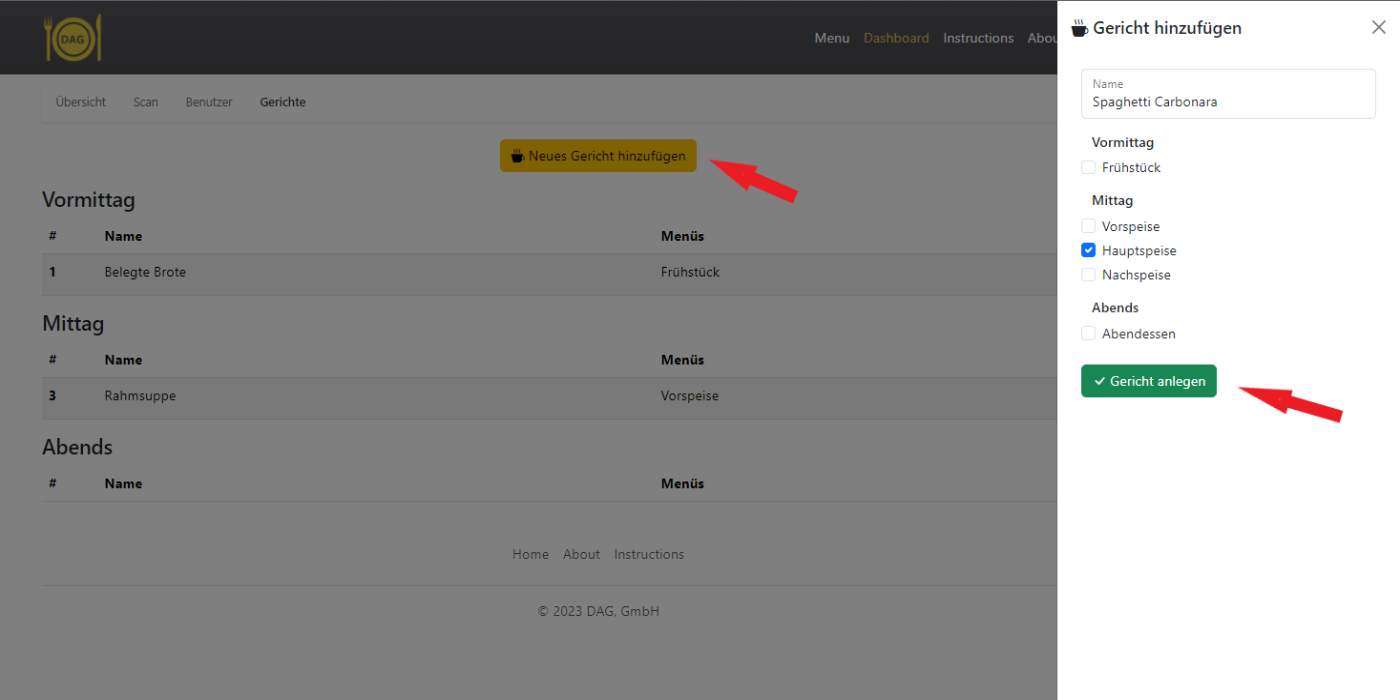 DAG
Menu Dashboard Instructions
Übersicht Scan Benutzer Gerichte
Neues Gericht hinzufügen
Vormittag
# Name Menüs
1 Belegte Brote Frühstück
Mittag
# Name Menüs
3 Rahmsuppe Vorspeise
Abends
# Name Menüs
Home About Instructions
© 2023 DAG, GmbH
Gericht hinzufügen
Name
Spaghetti Carbonara
Vormittag
Frühstück
Mittag
Vorspeise
Hauptspeise
Nachspeise
Abends
Abendessen
Gericht anlegen